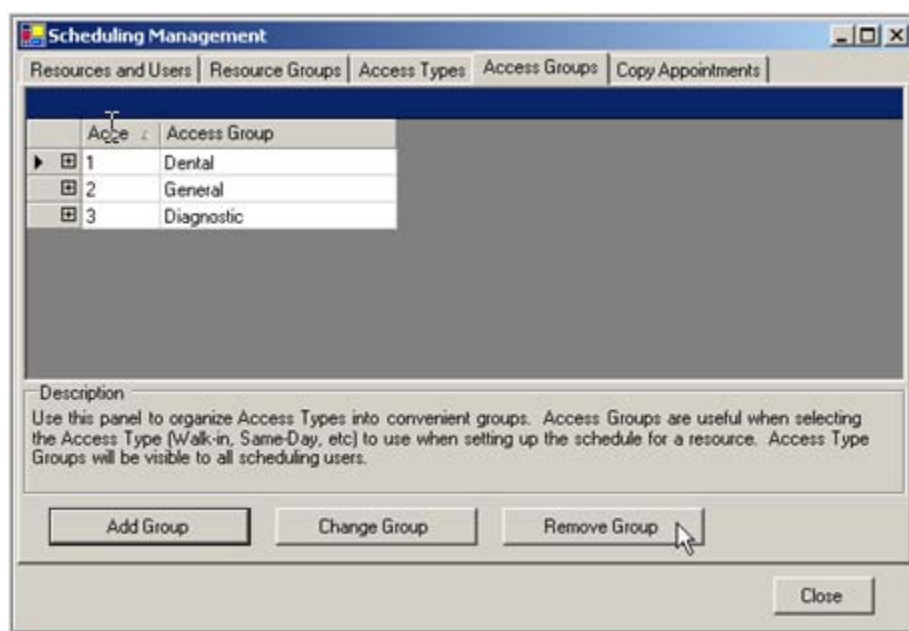 Scheduling Management
Resources and Users Resource Groups Access Types Access Groups Copy Appointments
Acce Access Group
1 Dental
2 General
3 Diagnostic
Description
Use this panel to organize Access Types into convenient groups. Access Groups are useful when selecting
the Access Type (Walk-in, Same-Day, etc) to use when setting up the schedule for a resource. Access Type
Groups will be visible to all scheduling users.
Add Group Change Group Remove Group
Close